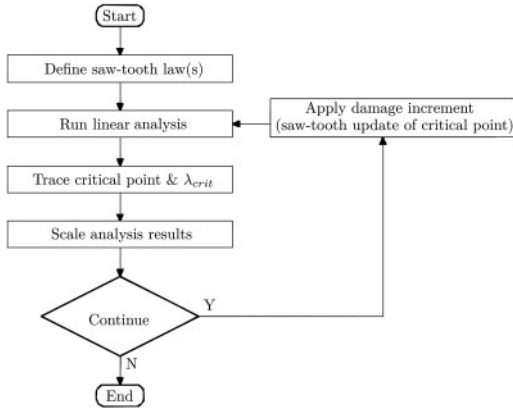 Start
Define saw-tooth law(s)
Run linear analysis
Apply damage increment
(saw-tooth update of critical point)
Trace critical point & λcrit
Scale analysis results
Continue
Y
N
End